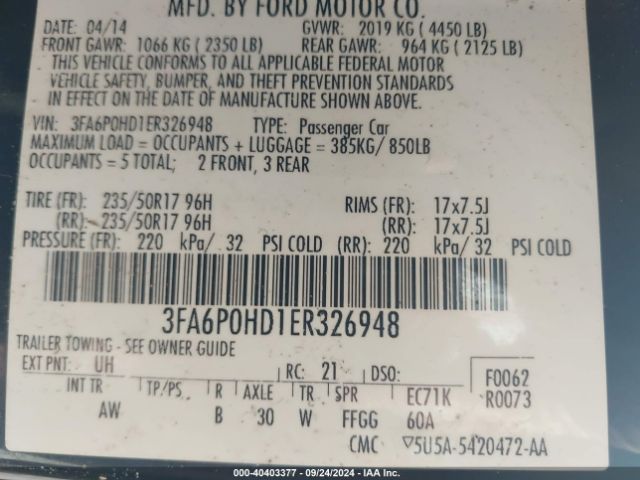 MFD. BY FORD MOTOR CO.
DATE: 04/14 GVWR: 2019 KG ( 4450 LB)
FRONT GAWR: 1066 KG ( 2350 LB) REAR GAWR: 964 KG ( 2125 LB)
THIS VEHICLE CONFORMS TO ALL APPLICABLE FEDERAL MOTOR
VEHICLE SAFETY, BUMPER, AND THEFT PREVENTION STANDARDS
IN EFFECT ON THE DATE OF MANUFACTURE SHOWN ABOVE.
VIN: 3FA6P0HD1ER326948 TYPE: Passenger Car
MAXIMUM LOAD = OCCUPANTS + LUGGAGE = 385KG/ 850LB
OCCUPANTS = 5 TOTAL; 2 FRONT, 3 REAR
TIRE (FR): 235/50R17 96H RIMS (FR): 17x7.5J
(RR): 235/50R17 96H (RR): 17x7.5J
PRESSURE (FR): 220 kPa/ 32 PSI COLD (RR): 220 kPa/ 32 PSI COLD
3FA6P0HD1ER326948
TRAILER TOWING - SEE OWNER GUIDE
EXT PNT: UH RC: 21 DSO: F0062
INT TR TP/PS R AXLE TR SPR EC71K R0073
AW B 30 W FFGG 60A
CMC ▽5U5A-5420472-AA
000-40403377 - 09/24/2024 - IAA Inc.